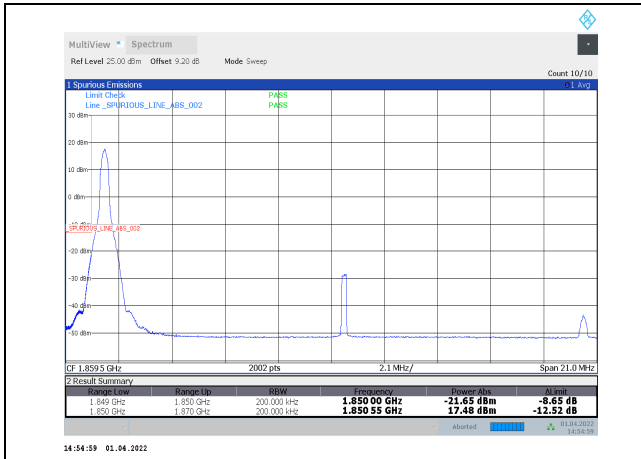 MultiView Spectrum
Ref Level 25.00 dBm Offset 9.20 dB Mode Sweep
Count 10/10
1 Spurious Emissions 1 Avg
Limit Check PASS
Line _SPURIOUS_LINE_ABS_002 PASS
30 dBm
20 dBm
10 dBm
0 dBm
-10 dBm
_SPURIOUS_LINE_ABS_002
-20 dBm
-30 dBm
-40 dBm
-50 dBm
CF 1.859 5 GHz 2002 pts 2.1 MHz/ Span 21.0 MHz
2 Result Summary
Range Low Range Up RBW Frequency Power Abs ΔLimit
1.849 GHz 1.850 GHz 200.000 kHz 1.850 00 GHz -21.65 dBm -8.65 dB
1.850 GHz 1.870 GHz 200.000 kHz 1.850 55 GHz 17.48 dBm -12.52 dB
Aborted 01.04.2022
14:54:59
14:54:59 01.04.2022